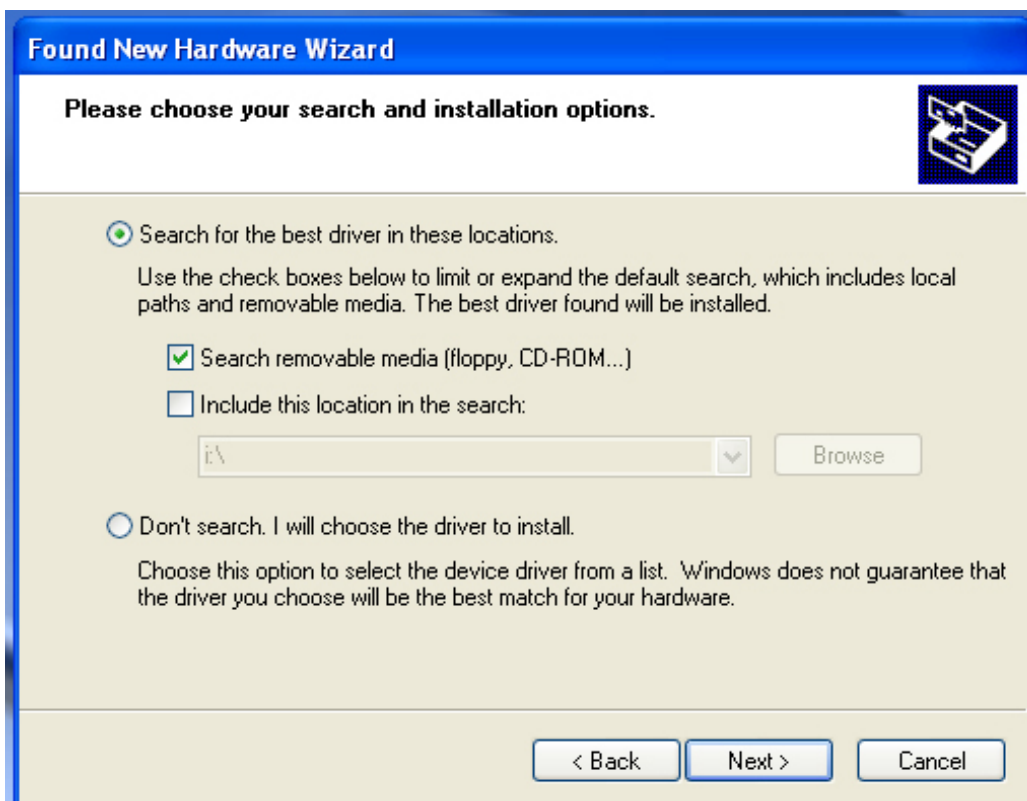 Found New Hardware Wizard
Please choose your search and installation options.
Search for the best driver in these locations.
Use the check boxes below to limit or expand the default search, which includes local
paths and removable media. The best driver found will be installed.
Search removable media (floppy, CD-ROM...)
Include this location in the search:
i:\
Browse
Don't search. I will choose the driver to install.
Choose this option to select the device driver from a list.  Windows does not guarantee that
the driver you choose will be the best match for your hardware.
< Back
Next >
Cancel